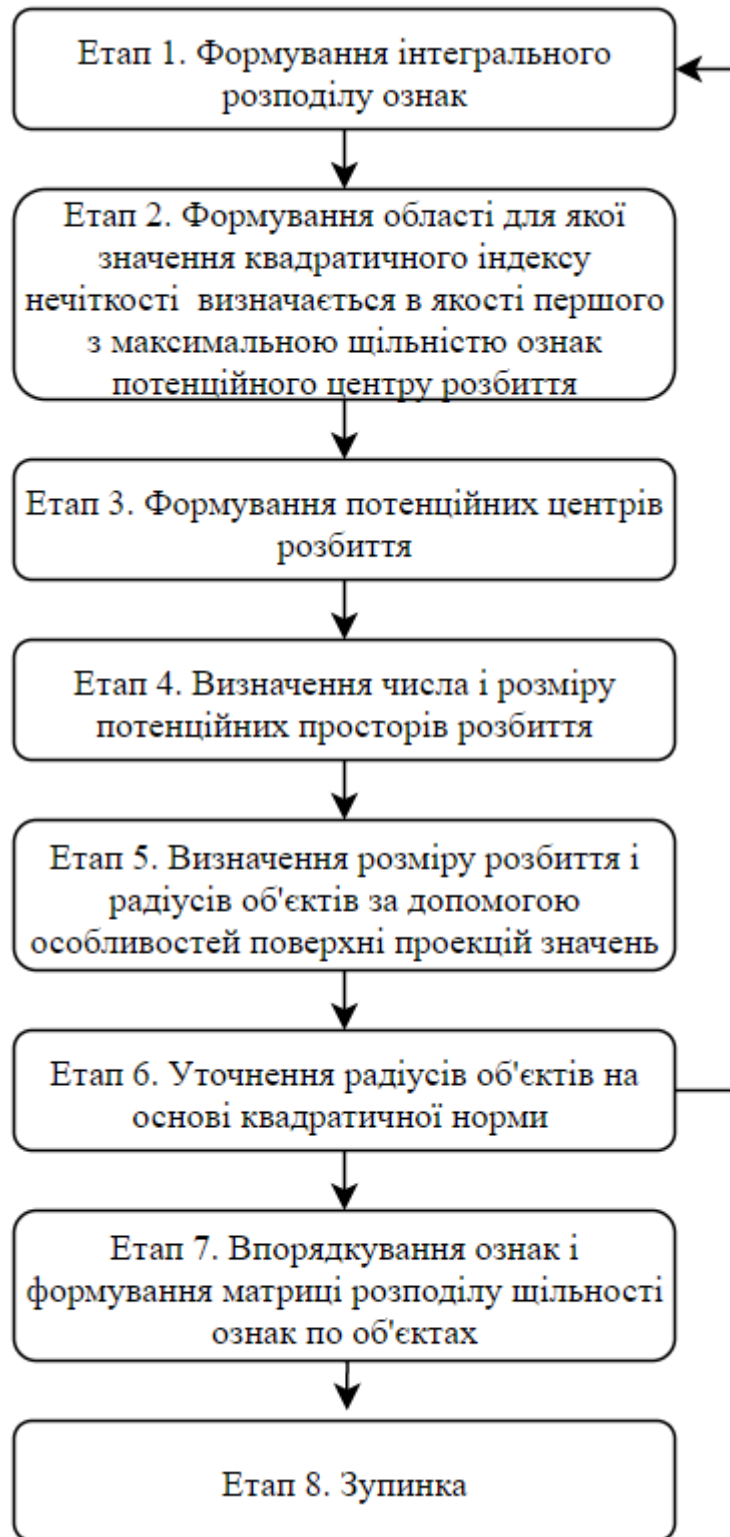 Етап 1. Формування інтегрального
розподілу ознак
Етап 2. Формування області для якої
значення квадратичного індексу
нечіткості визначається в якості першого
з максимальною щільністю ознак
потенційного центру розбиття
Етап 3. Формування потенційних центрів
розбиття
Етап 4. Визначення числа і розміру
потенційних просторів розбиття
Етап 5. Визначення розміру розбиття і
радіусів об'єктів за допомогою
особливостей поверхні проекцій значень
Етап 6. Уточнення радіусів об'єктів на
основі квадратичної норми
Етап 7. Впорядкування ознак і
формування матриці розподілу щільності
ознак по об'єктах
Етап 8. Зупинка